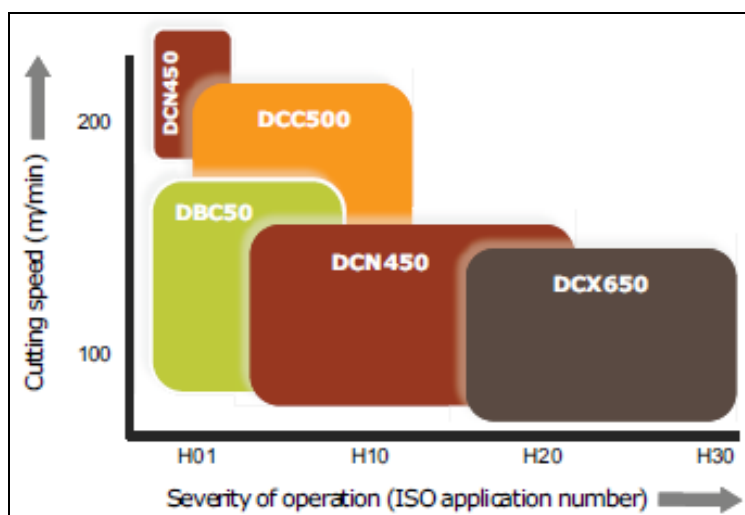 Cutting speed (m/min)
200
100
DCN450
DCC500
DBC50
DCN450
DCX650
H01 H10 H20 H30
Severity of operation (ISO application number)